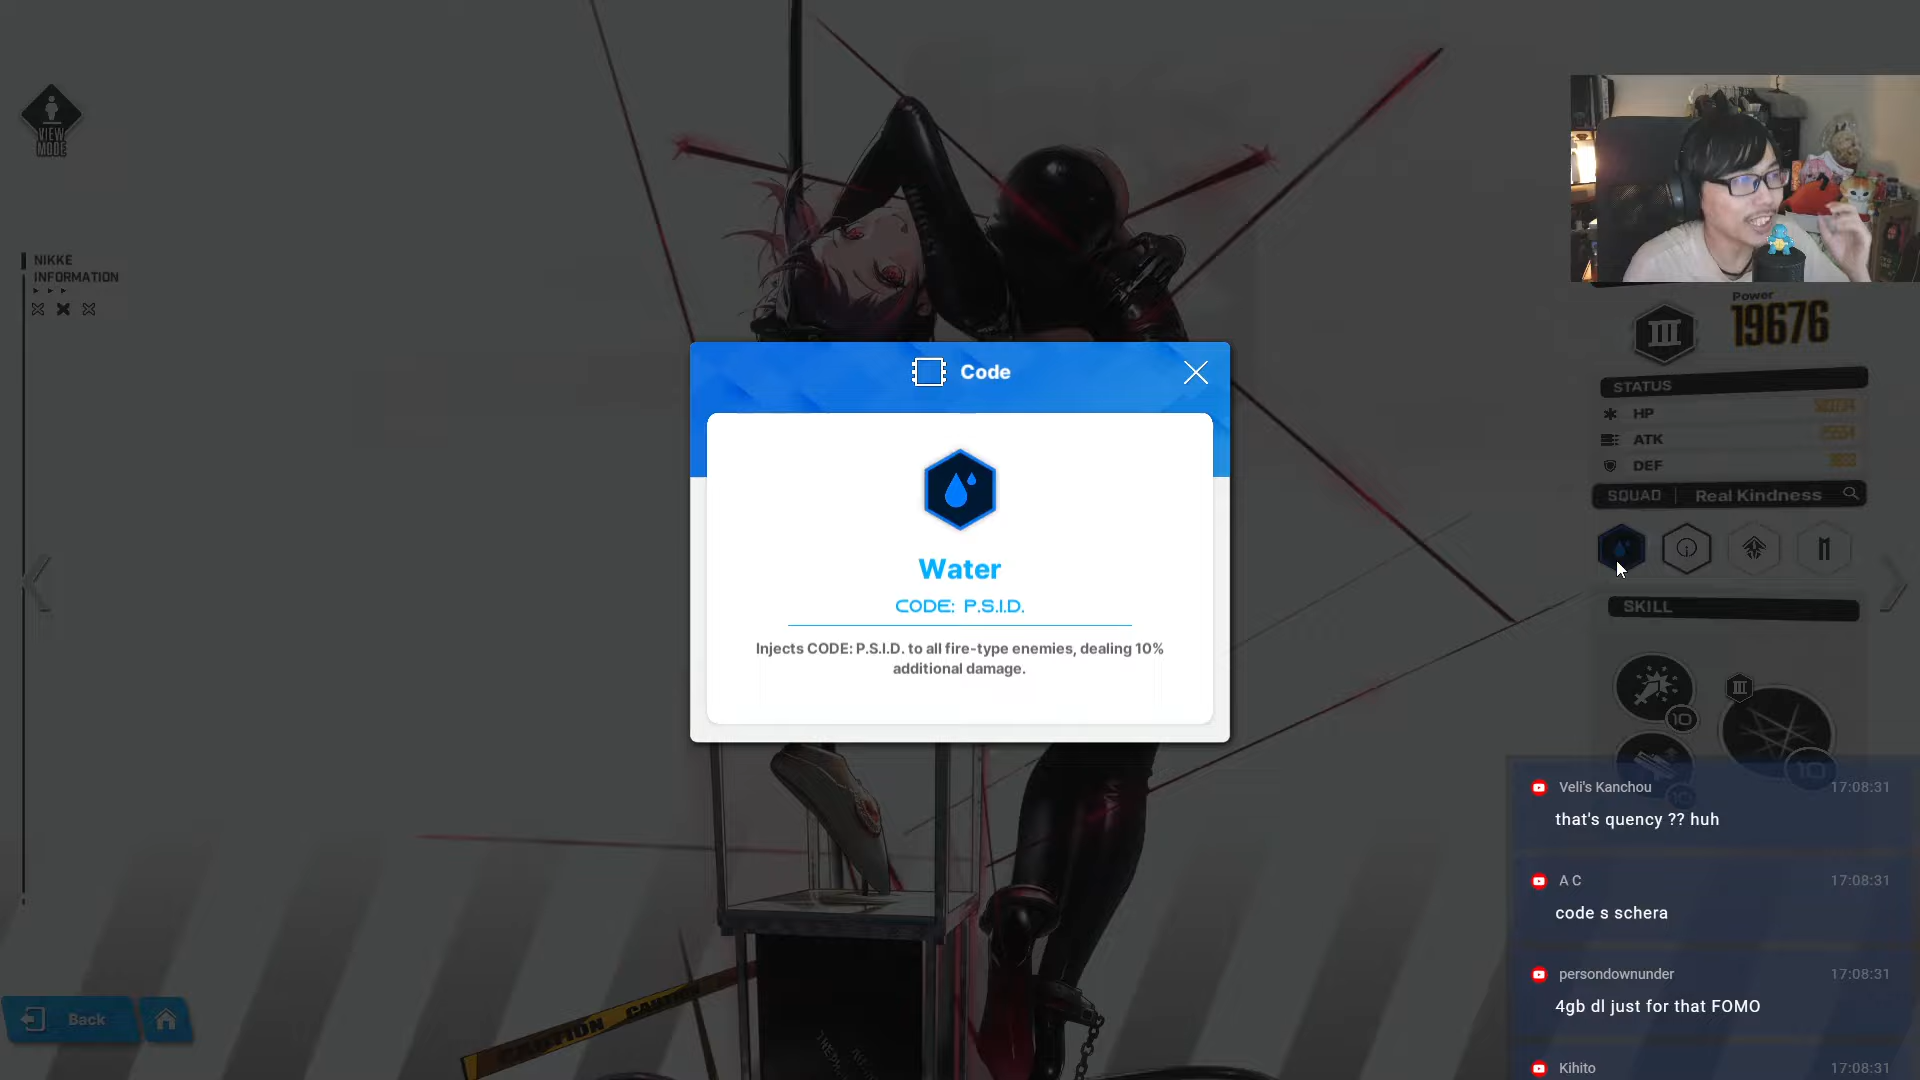 VIEW
MODE
NIKKE
INFORMATION
Code
Water
CODE: P.S.I.D.
Injects CODE: P.S.I.D. to all fire-type enemies, dealing 10%
additional damage.
Power
19676
III
STATUS
HP
ATK
DEF
SQUAD
Real Kindness
SKILL
10
III
10
Veli's Kanchou
17:08:31
that's quency ?? huh
A C
17:08:31
code s schera
persondownunder
17:08:31
4gb dl just for that FOMO
Kihito
17:08:31
Back
CAUTION